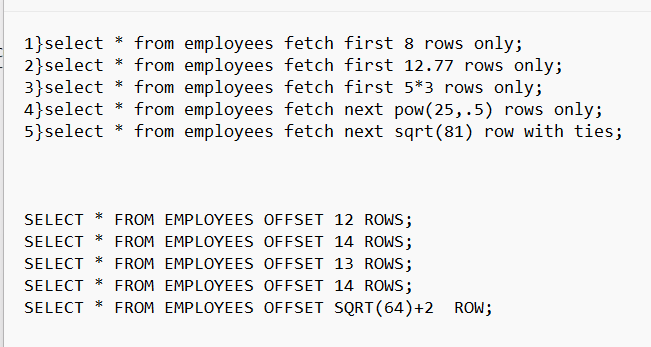 1}select * from employees fetch first 8 rows only;
2}select * from employees fetch first 12.77 rows only;
3}select * from employees fetch first 5*3 rows only;
4}select * from employees fetch next pow(25,.5) rows only;
5}select * from employees fetch next sqrt(81) row with ties;
SELECT * FROM EMPLOYEES OFFSET 12 ROWS;
SELECT * FROM EMPLOYEES OFFSET 14 ROWS;
SELECT * FROM EMPLOYEES OFFSET 13 ROWS;
SELECT * FROM EMPLOYEES OFFSET 14 ROWS;
SELECT * FROM EMPLOYEES OFFSET SQRT(64)+2  ROW;